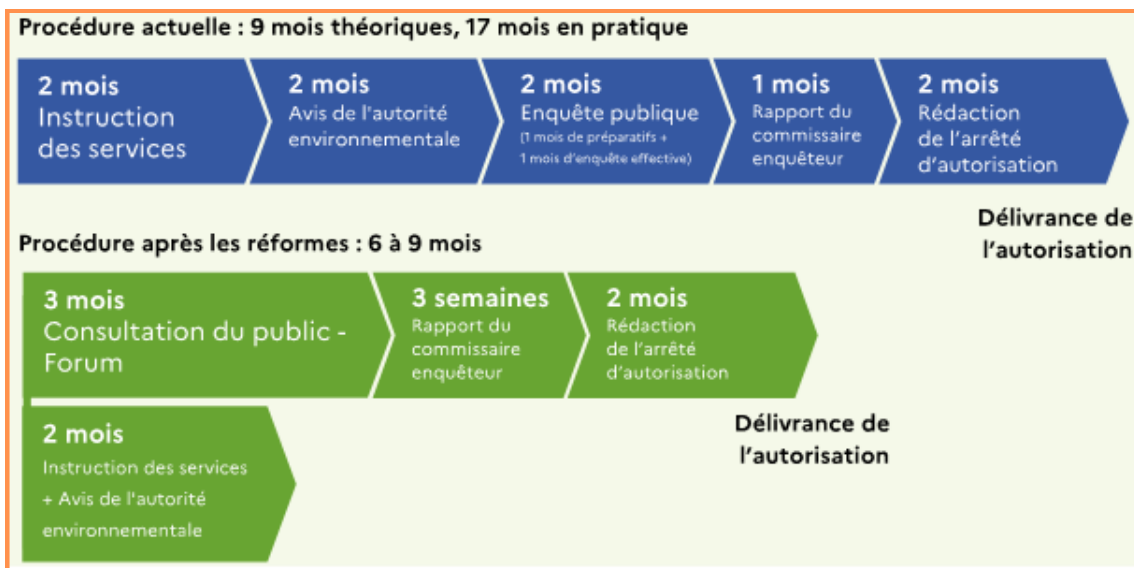 Procédure actuelle : 9 mois théoriques, 17 mois en pratique
2 mois
Instruction
des services
2 mois
Avis de l'autorité
environnementale
2 mois
Enquête publique
(1 mois de préparatifs +
1 mois d'enquête effective)
1 mois
Rapport du
commissaire
enquêteur
2 mois
Rédaction
de l'arrêté
d'autorisation
Délivrance de
l'autorisation
Procédure après les réformes : 6 à 9 mois
3 mois
Consultation du public -
Forum
3 semaines
Rapport du
commissaire
enquêteur
2 mois
Rédaction
de l'arrêté
d'autorisation
Délivrance de
l'autorisation
2 mois
Instruction des services
+ Avis de l'autorité
environnementale